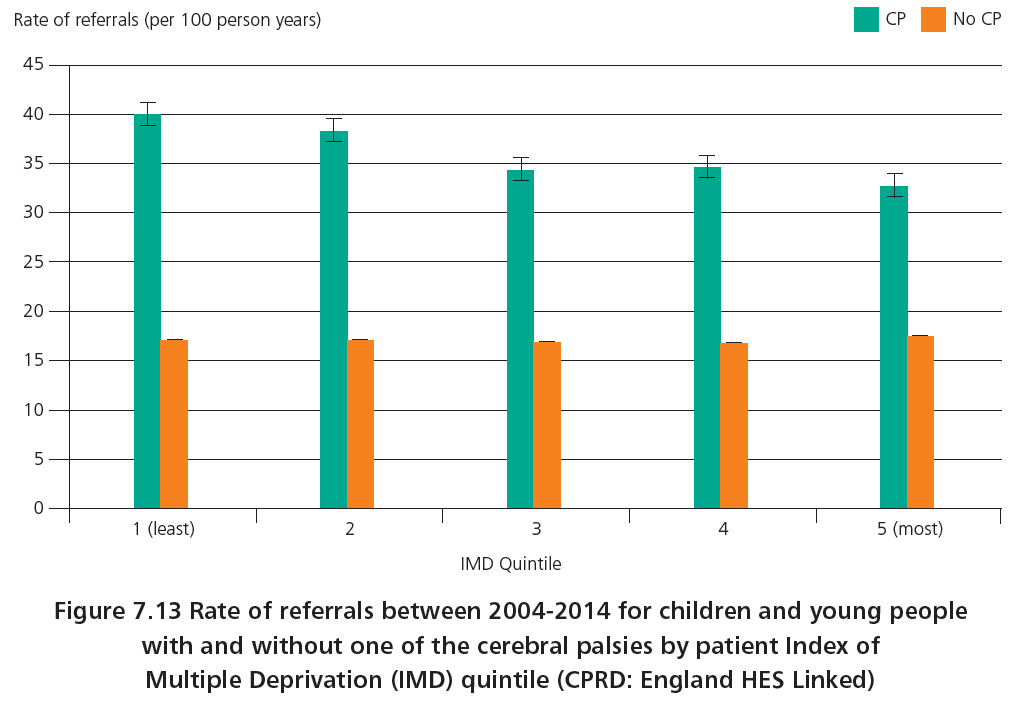 Rate of referrals (per 100 person years)
CP No CP
45
40
35
30
25
20
15
10
5
0
1 (least) 2 3 4 5 (most)
IMD Quintile
Figure 7.13 Rate of referrals between 2004-2014 for children and young people
with and without one of the cerebral palsies by patient Index of
Multiple Deprivation (IMD) quintile (CPRD: England HES Linked)